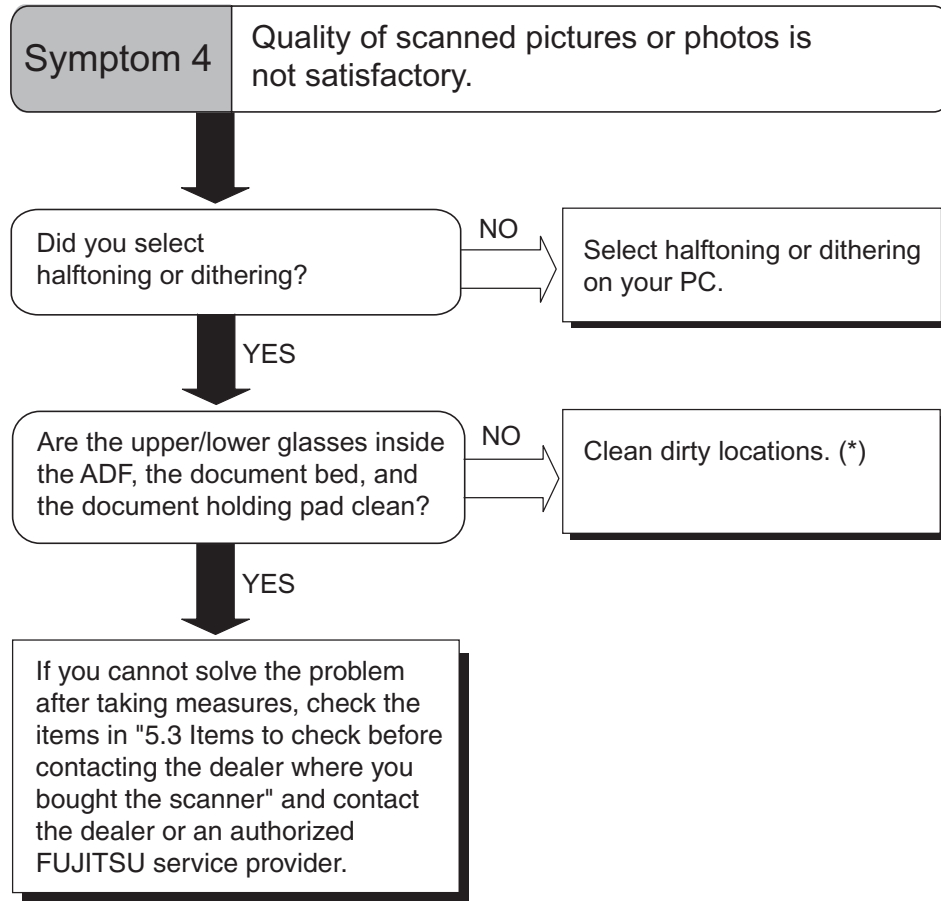 Symptom 4
Quality of scanned pictures or photos is
not satisfactory.
Did you select
halftoning or dithering?
NO
Select halftoning or dithering
on your PC.
YES
Are the upper/lower glasses inside
the ADF, the document bed, and
the document holding pad clean?
NO
Clean dirty locations. (*)
YES
If you cannot solve the problem
after taking measures, check the
items in "5.3 Items to check before
contacting the dealer where you
bought the scanner" and contact
the dealer or an authorized
FUJITSU service provider.